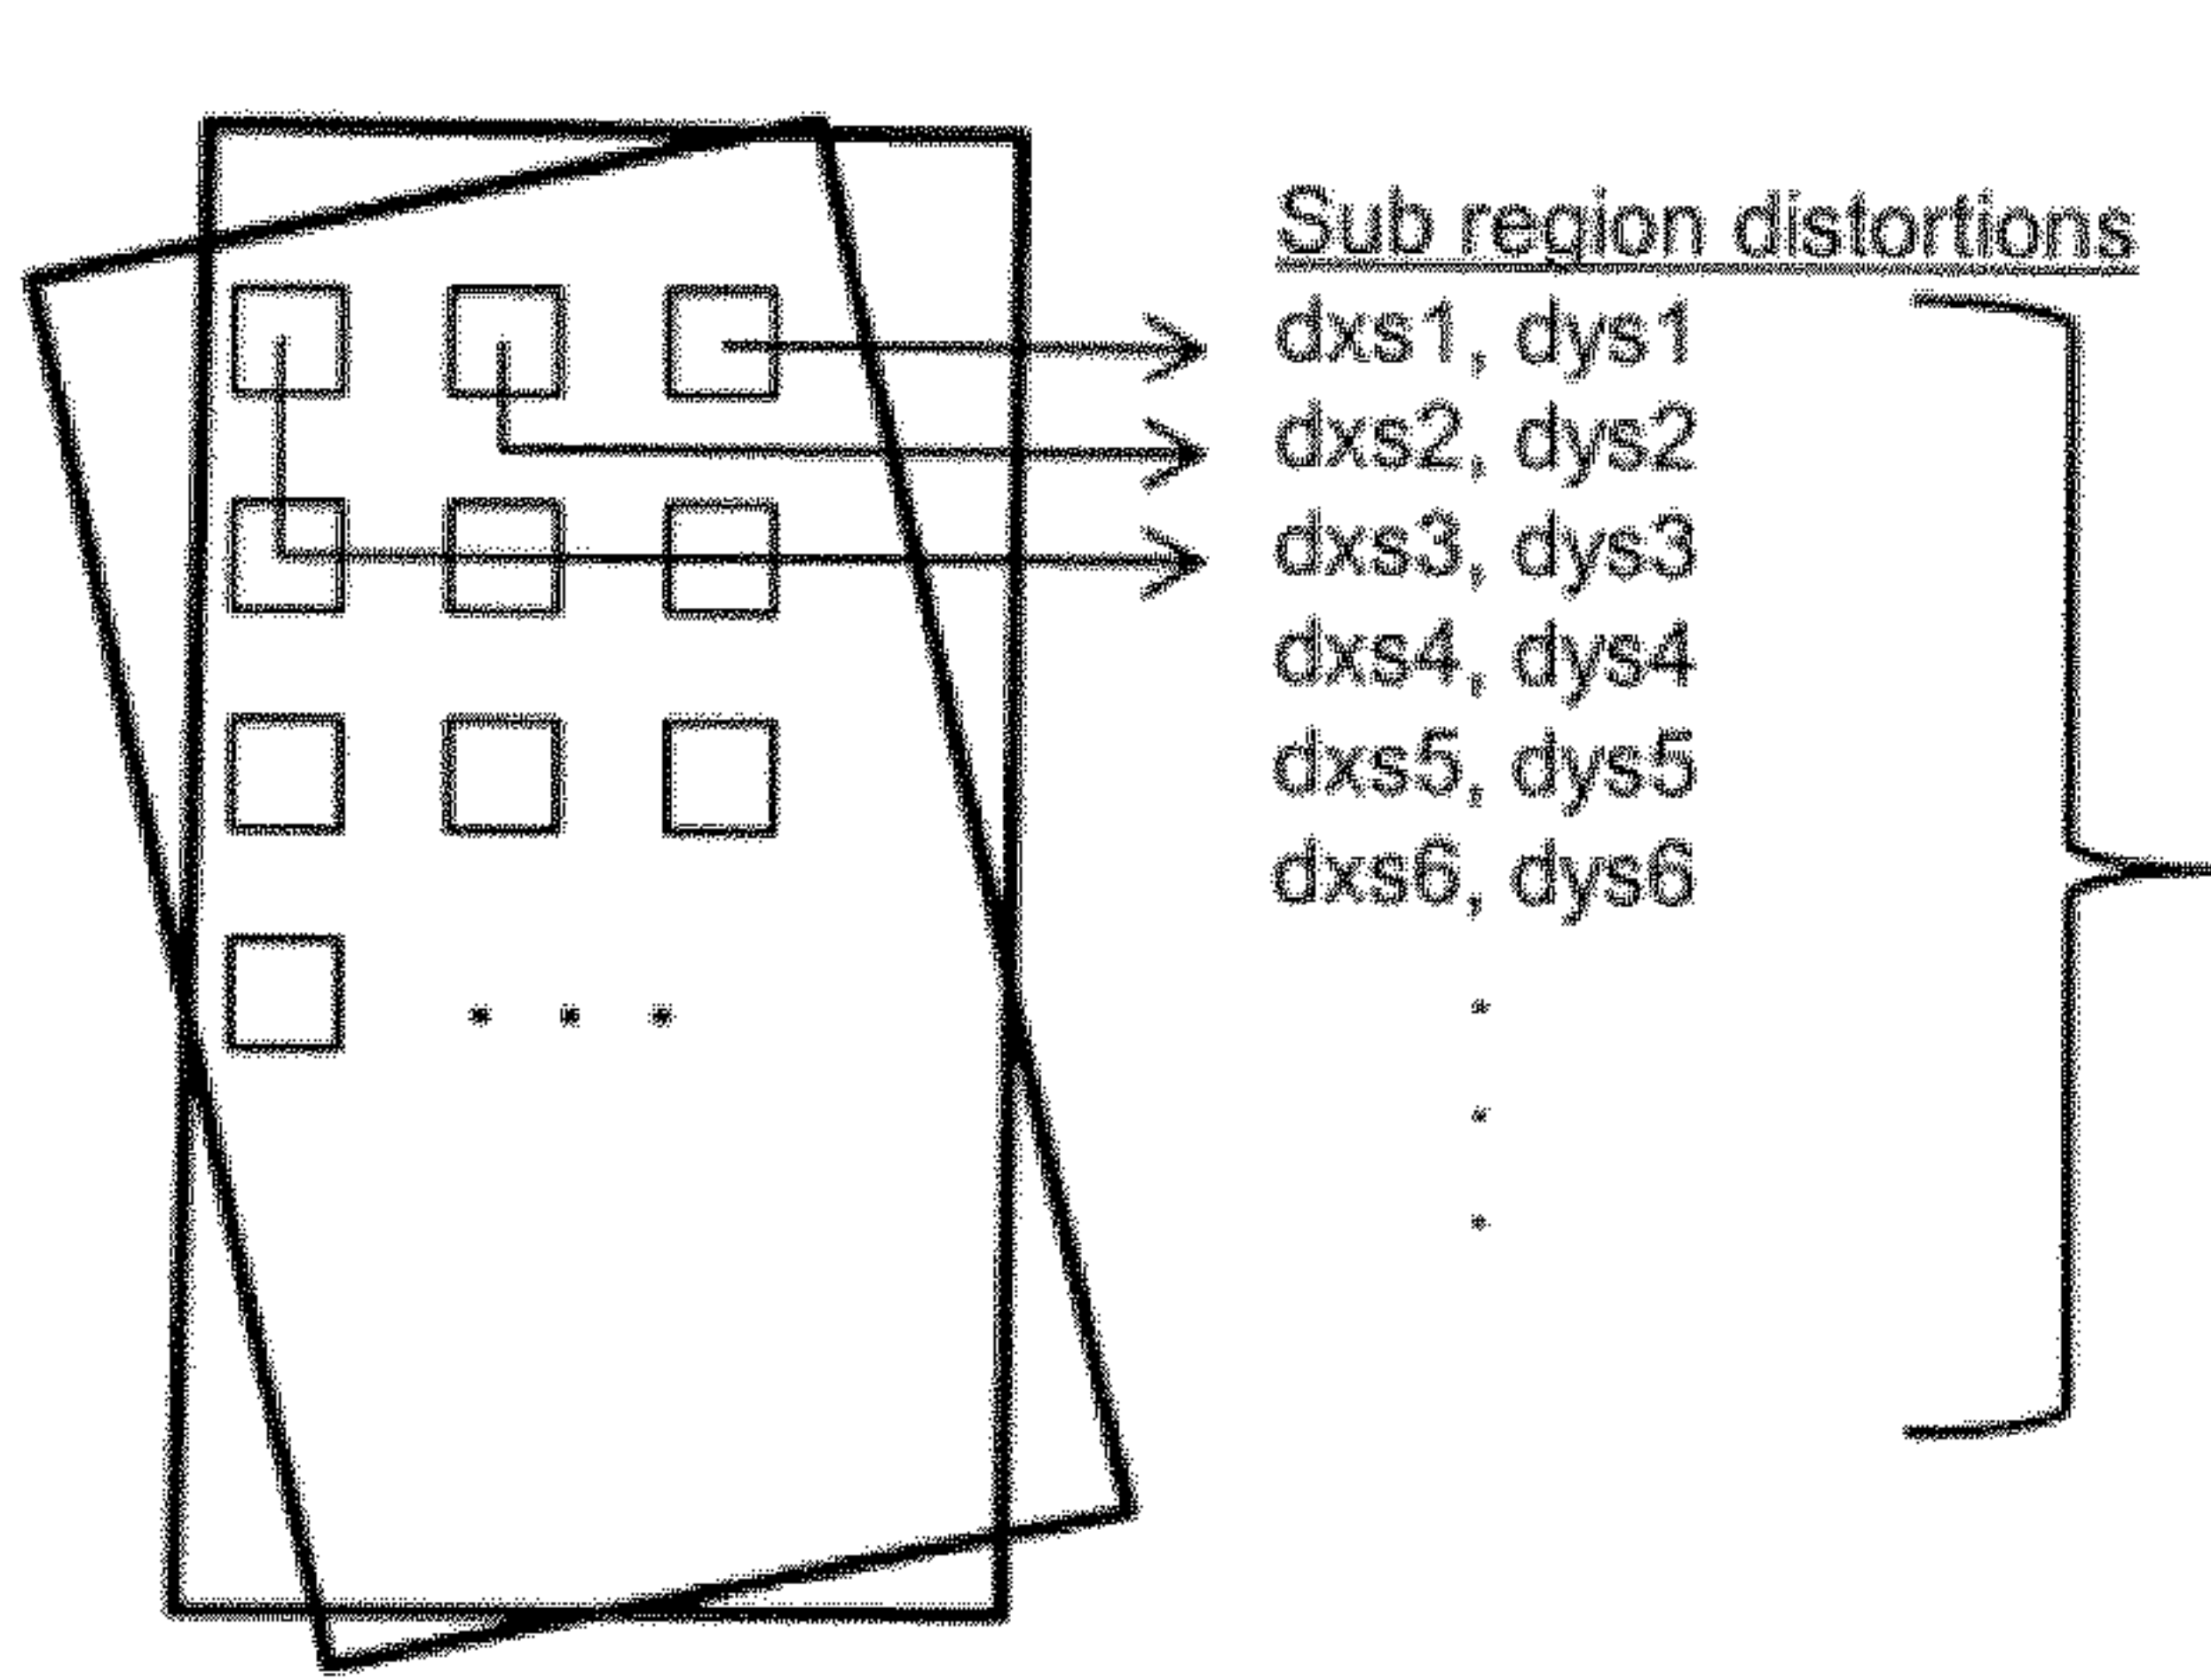 Sub region distortions
dxs1, dys1
dxs2, dys2
dxs3, dys3
dxs4, dys4
dxs5, dys5
dxs6, dys6